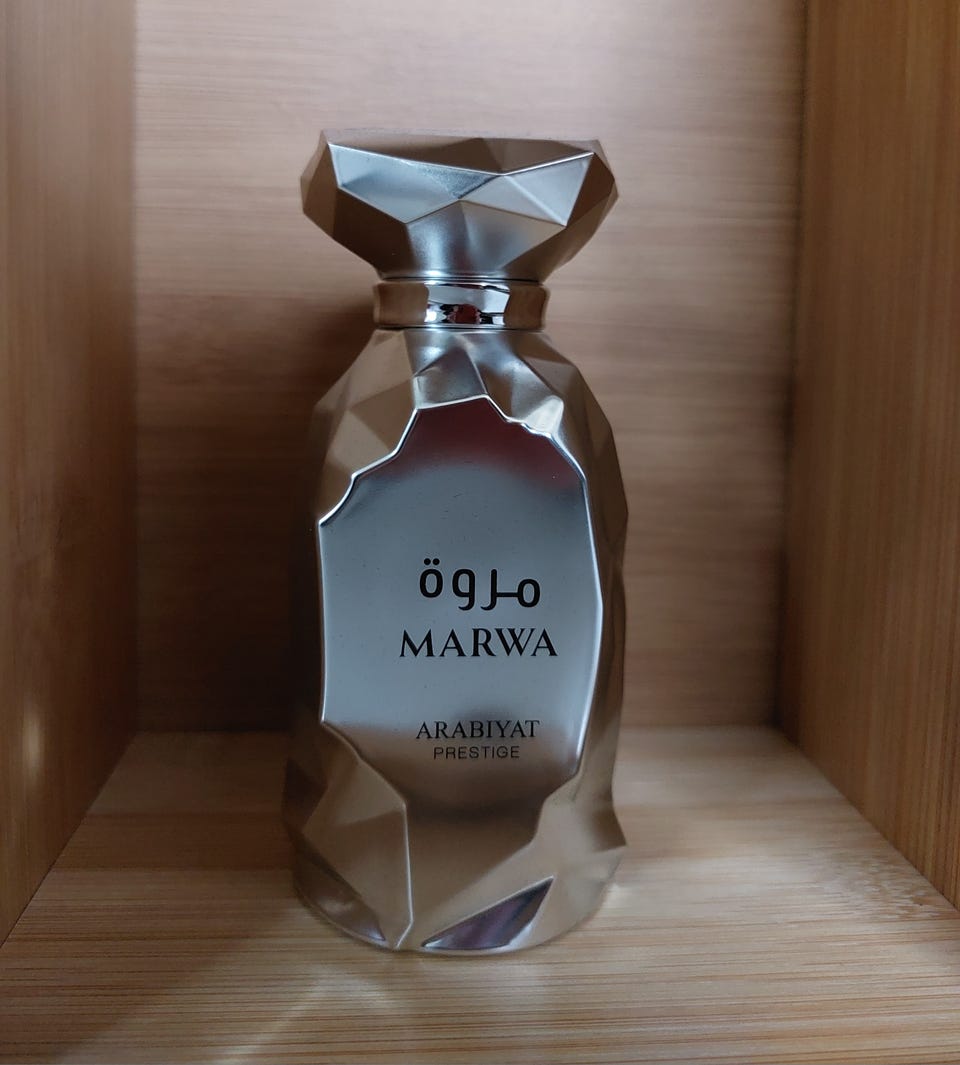 مروة
MARWA
ARABIYAT
PRESTIGE